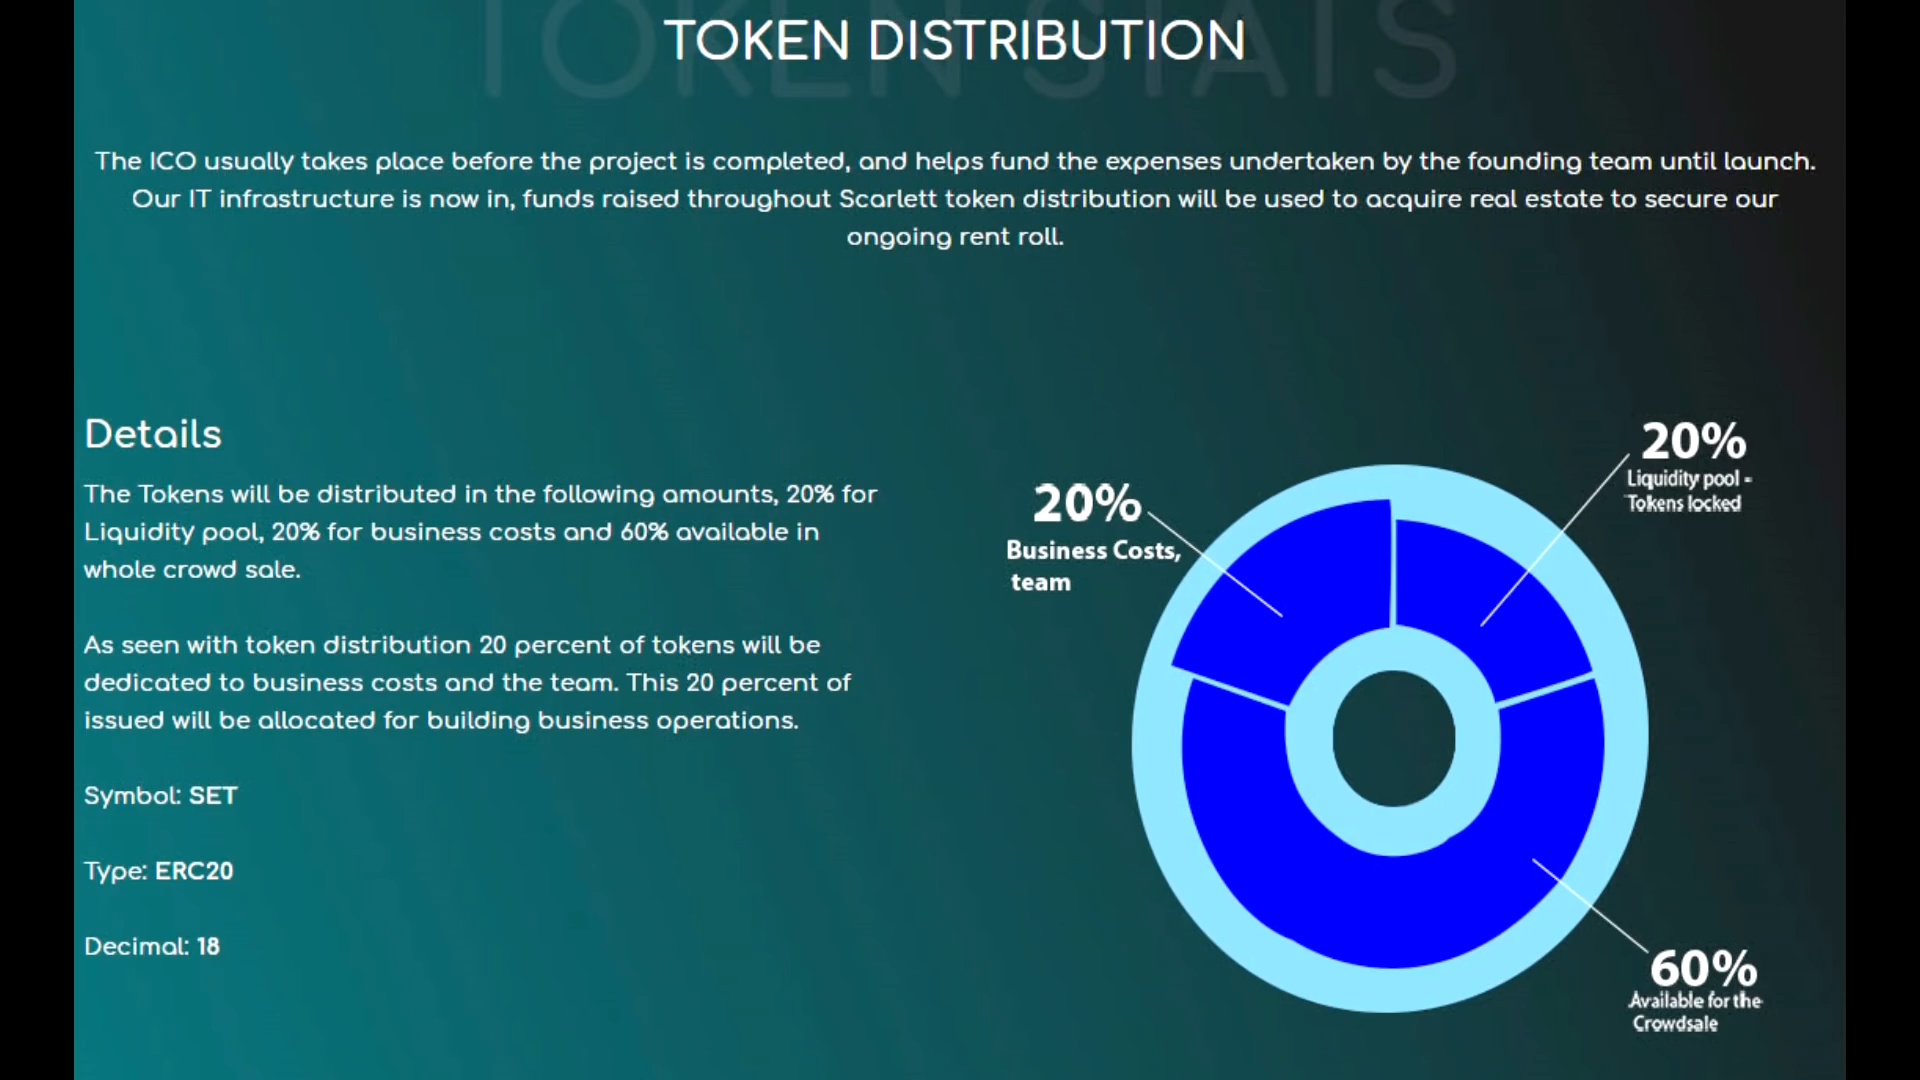 TOKEN STATS
TOKEN DISTRIBUTION
The ICO usually takes place before the project is completed, and helps fund the expenses undertaken by the founding team until launch.
Our IT infrastructure is now in, funds raised throughout Scarlett token distribution will be used to acquire real estate to secure our
ongoing rent roll.
Details
The Tokens will be distributed in the following amounts, 20% for
Liquidity pool, 20% for business costs and 60% available in
whole crowd sale.
As seen with token distribution 20 percent of tokens will be
dedicated to business costs and the team. This 20 percent of
issued will be allocated for building business operations.
Symbol: SET
Type: ERC20
Decimal: 18
20%
Business Costs,
team
20%
Liquidity pool -
Tokens locked
60%
Available for the
Crowdsale